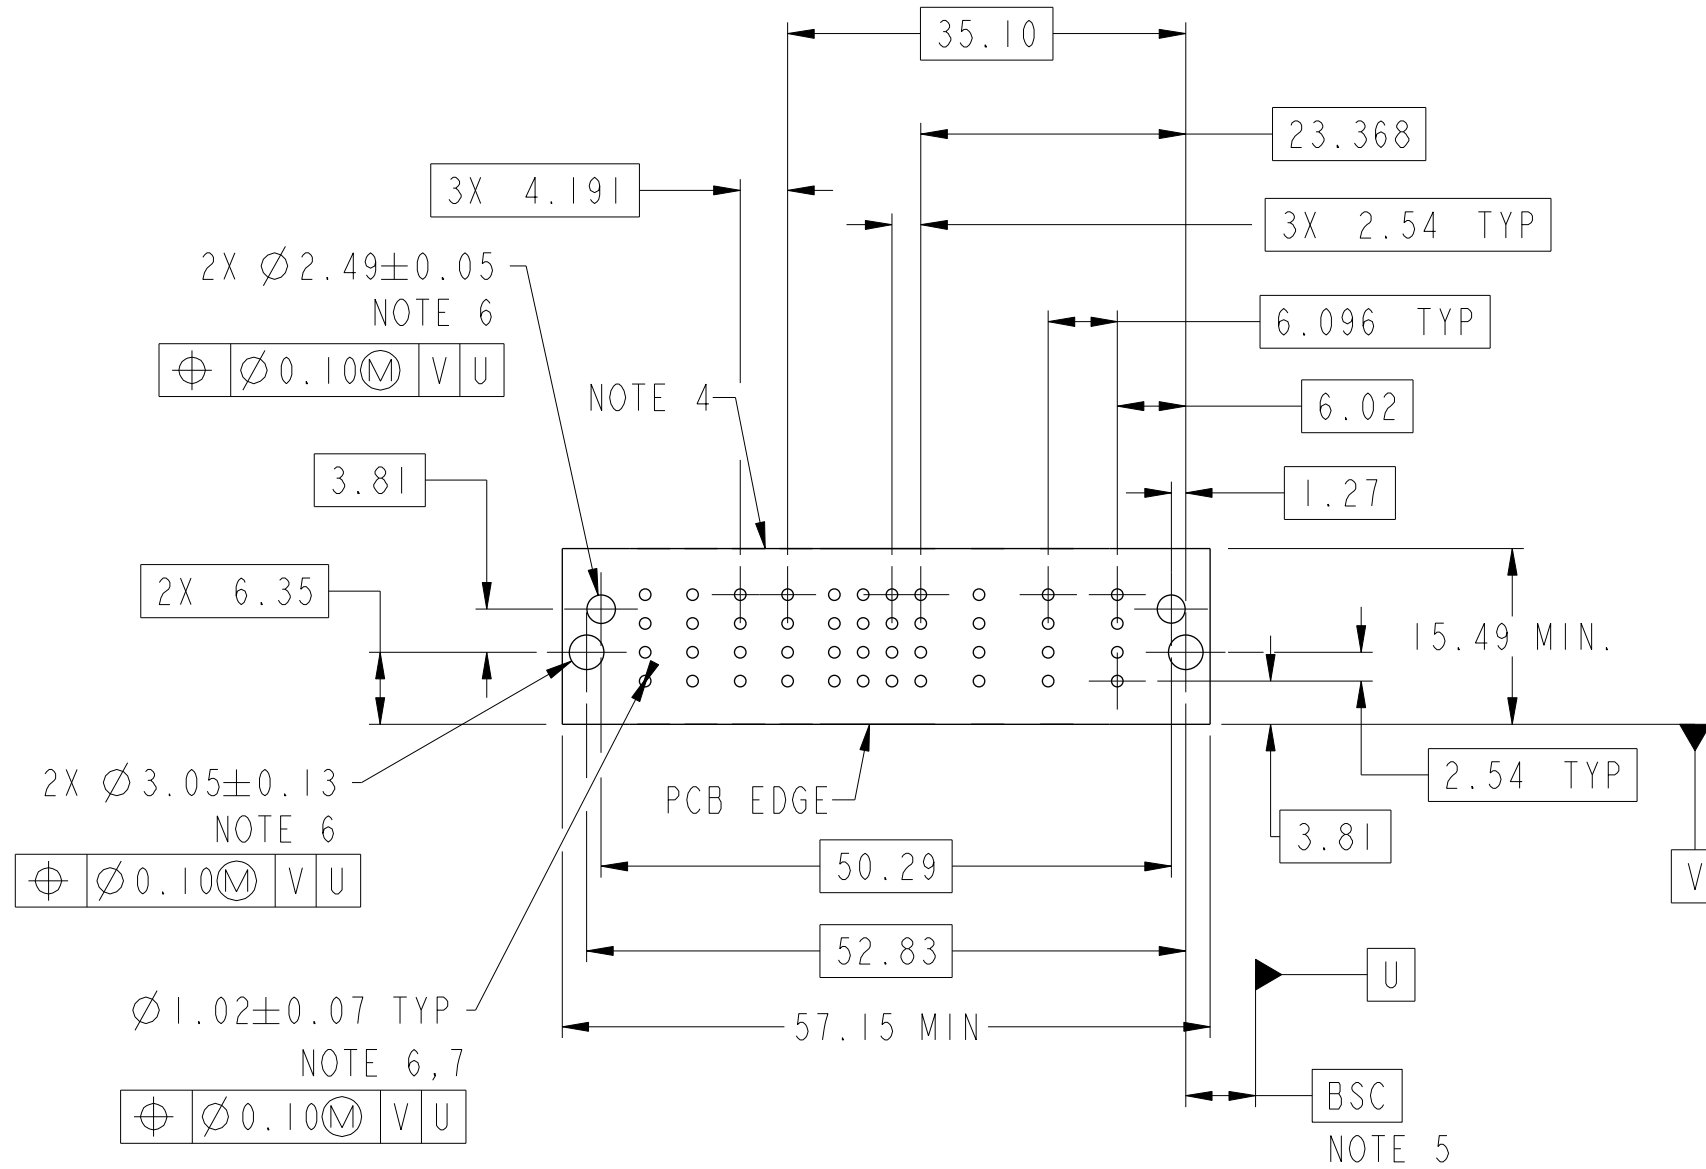 35.10
23.368
3X 4.191
3X 2.54 TYP
2X ∅2.49±0.05
NOTE 6
⌖ ∅0.10Ⓜ V U
6.096 TYP
NOTE 4
6.02
3.81
1.27
2X 6.35
15.49 MIN.
2X ∅3.05±0.13
NOTE 6
⌖ ∅0.10Ⓜ V U
PCB EDGE
2.54 TYP
3.81
50.29
V
52.83
U
∅1.02±0.07 TYP
NOTE 6,7
⌖ ∅0.10Ⓜ V U
57.15 MIN
BSC
NOTE 5